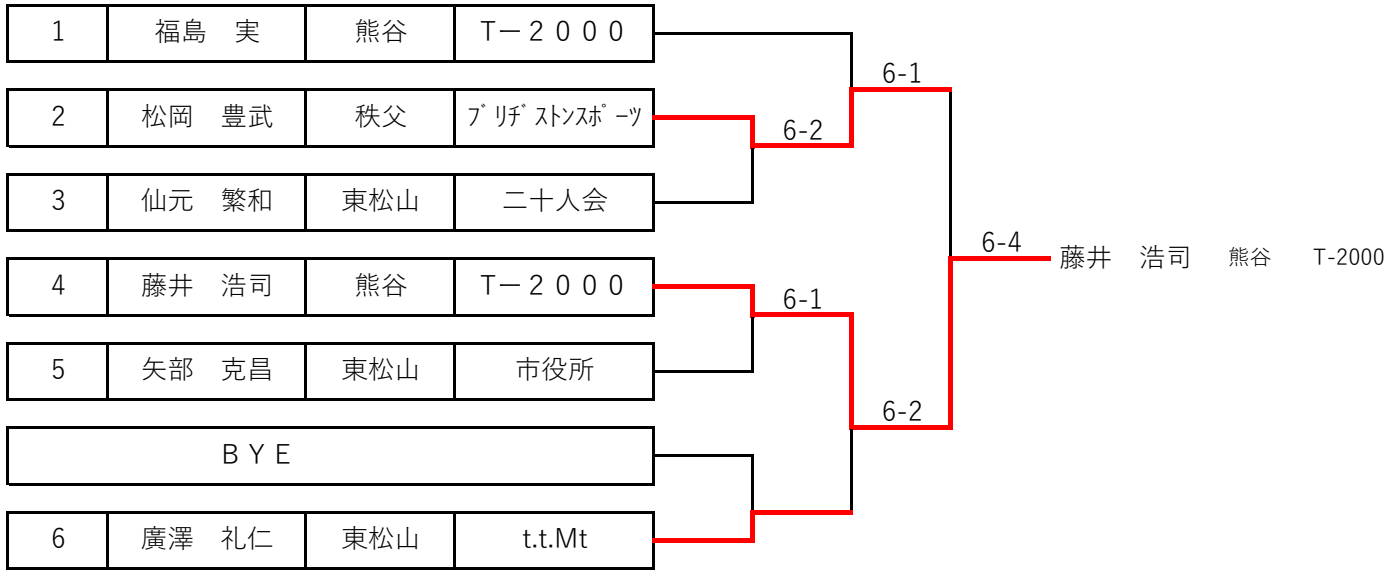 1 福島　実 熊谷 Ｔ－２０００
6-1
2 松岡　豊武 秩父 ﾌﾞﾘﾁﾞｽﾄﾝｽﾎﾟｰﾂ
6-2
3 仙元　繁和 東松山 二十人会
6-4
藤井　浩司 熊谷 T-2000
4 藤井　浩司 熊谷 Ｔ－２０００
6-1
5 矢部　克昌 東松山 市役所
6-2
ＢＹＥ
6 廣澤　礼仁 東松山 t.t.Mt